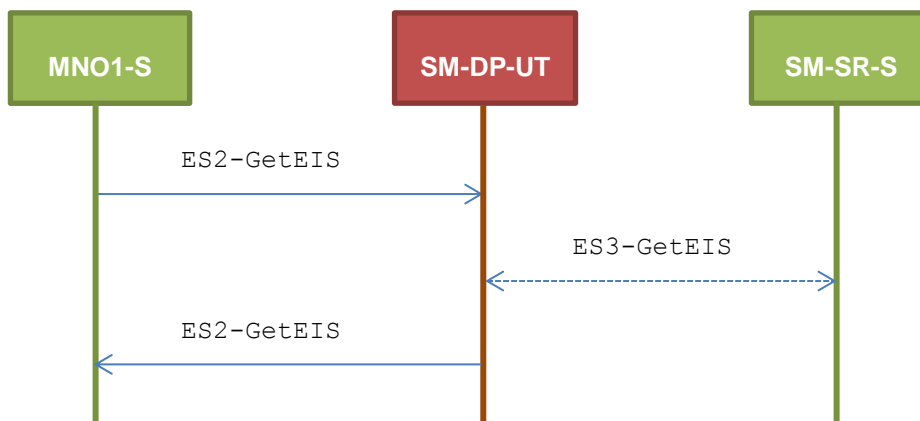 MNO1-S
SM-DP-UT
SM-SR-S
ES2-GetEIS
ES3-GetEIS
ES2-GetEIS